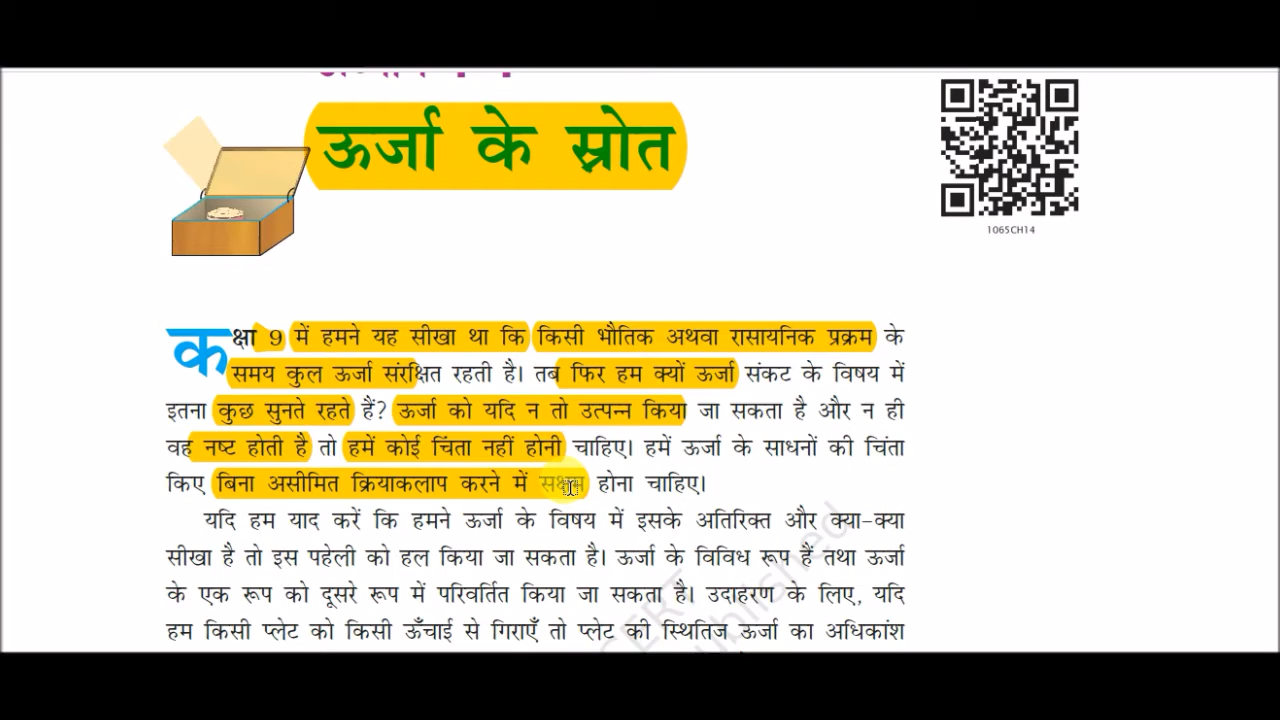 ऊर्जा के स्रोत
1065CH14
कक्षा 9 में हमने यह सीखा था कि किसी भौतिक अथवा रासायनिक प्रक्रम के
समय कुल ऊर्जा संरक्षित रहती है। तब फिर हम क्यों ऊर्जा संकट के विषय में
इतना कुछ सुनते रहते हैं? ऊर्जा को यदि न तो उत्पन्न किया जा सकता है और न ही
वह नष्ट होती है तो हमें कोई चिंता नहीं होनी चाहिए। हमें ऊर्जा के साधनों की चिंता
किए बिना असीमित क्रियाकलाप करने में सक्षम होना चाहिए।
यदि हम याद करें कि हमने ऊर्जा के विषय में इसके अतिरिक्त और क्या-क्या
सीखा है तो इस पहेली को हल किया जा सकता है। ऊर्जा के विविध रूप हैं तथा ऊर्जा
के एक रूप को दूसरे रूप में परिवर्तित किया जा सकता है। उदाहरण के लिए, यदि
हम किसी प्लेट को किसी ऊँचाई से गिराएँ तो प्लेट की स्थितिज ऊर्जा का अधिकांश